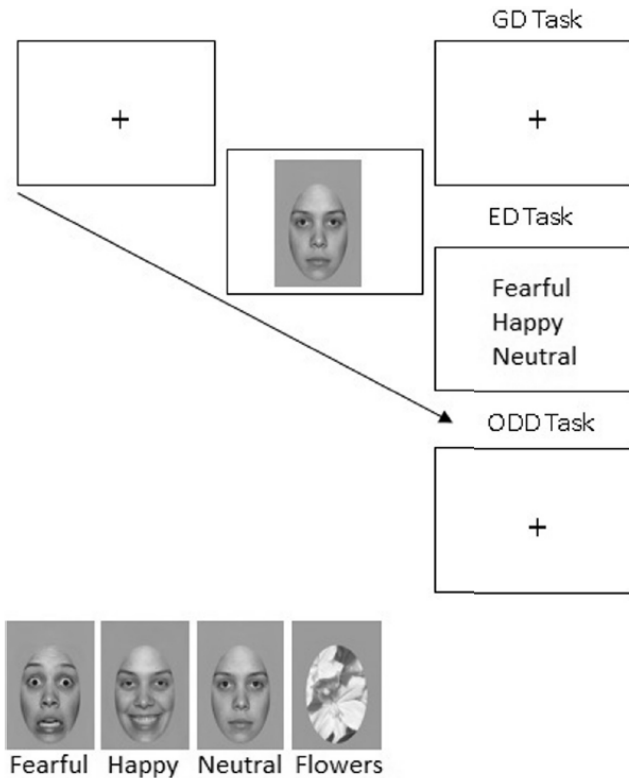 GD Task
+
+
ED Task
Fearful
Happy
Neutral
ODD Task
+
Fearful Happy Neutral Flowers